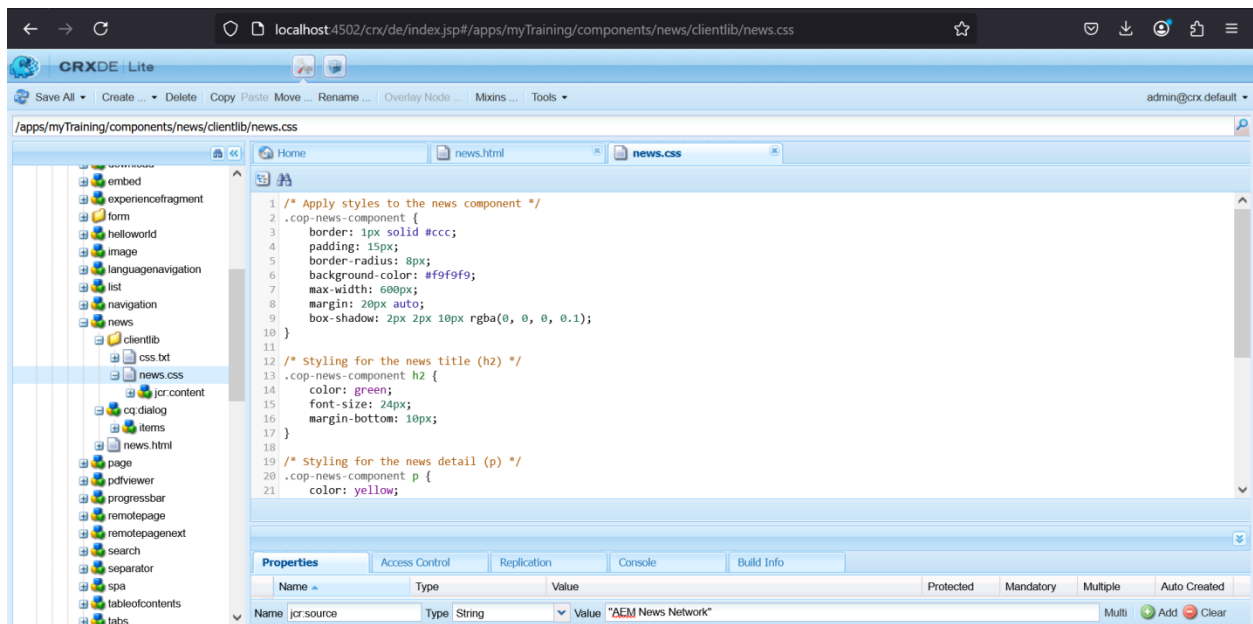 localhost:4502/crx/de/index.jsp#/apps/myTraining/components/news/clientlib/news.css
CRXDE Lite
Save All Create ... Delete Copy Paste Move ... Rename ... Overlay Node ... Mixins ... Tools admin@crx.default
/apps/myTraining/components/news/clientlib/news.css
Home news.html news.css
download
embed
experiencefragment
form
helloworld
image
languagenavigation
list
navigation
news
clientlib
css.txt
news.css
jcr:content
cq:dialog
items
news.html
page
pdfviewer
progressbar
remotepage
remotepagenext
search
separator
spa
tableofcontents
tabs
1 /* Apply styles to the news component */
2 .cop-news-component {
3 border: 1px solid #ccc;
4 padding: 15px;
5 border-radius: 8px;
6 background-color: #f9f9f9;
7 max-width: 600px;
8 margin: 20px auto;
9 box-shadow: 2px 2px 10px rgba(0, 0, 0, 0.1);
10 }
11
12 /* Styling for the news title (h2) */
13 .cop-news-component h2 {
14 color: green;
15 font-size: 24px;
16 margin-bottom: 10px;
17 }
18
19 /* Styling for the news detail (p) */
20 .cop-news-component p {
21 color: yellow;
Properties Access Control Replication Console Build Info
Name Type Value Protected Mandatory Multiple Auto Created
Name jcr:source Type String Value "AEM News Network" Multi Add Clear